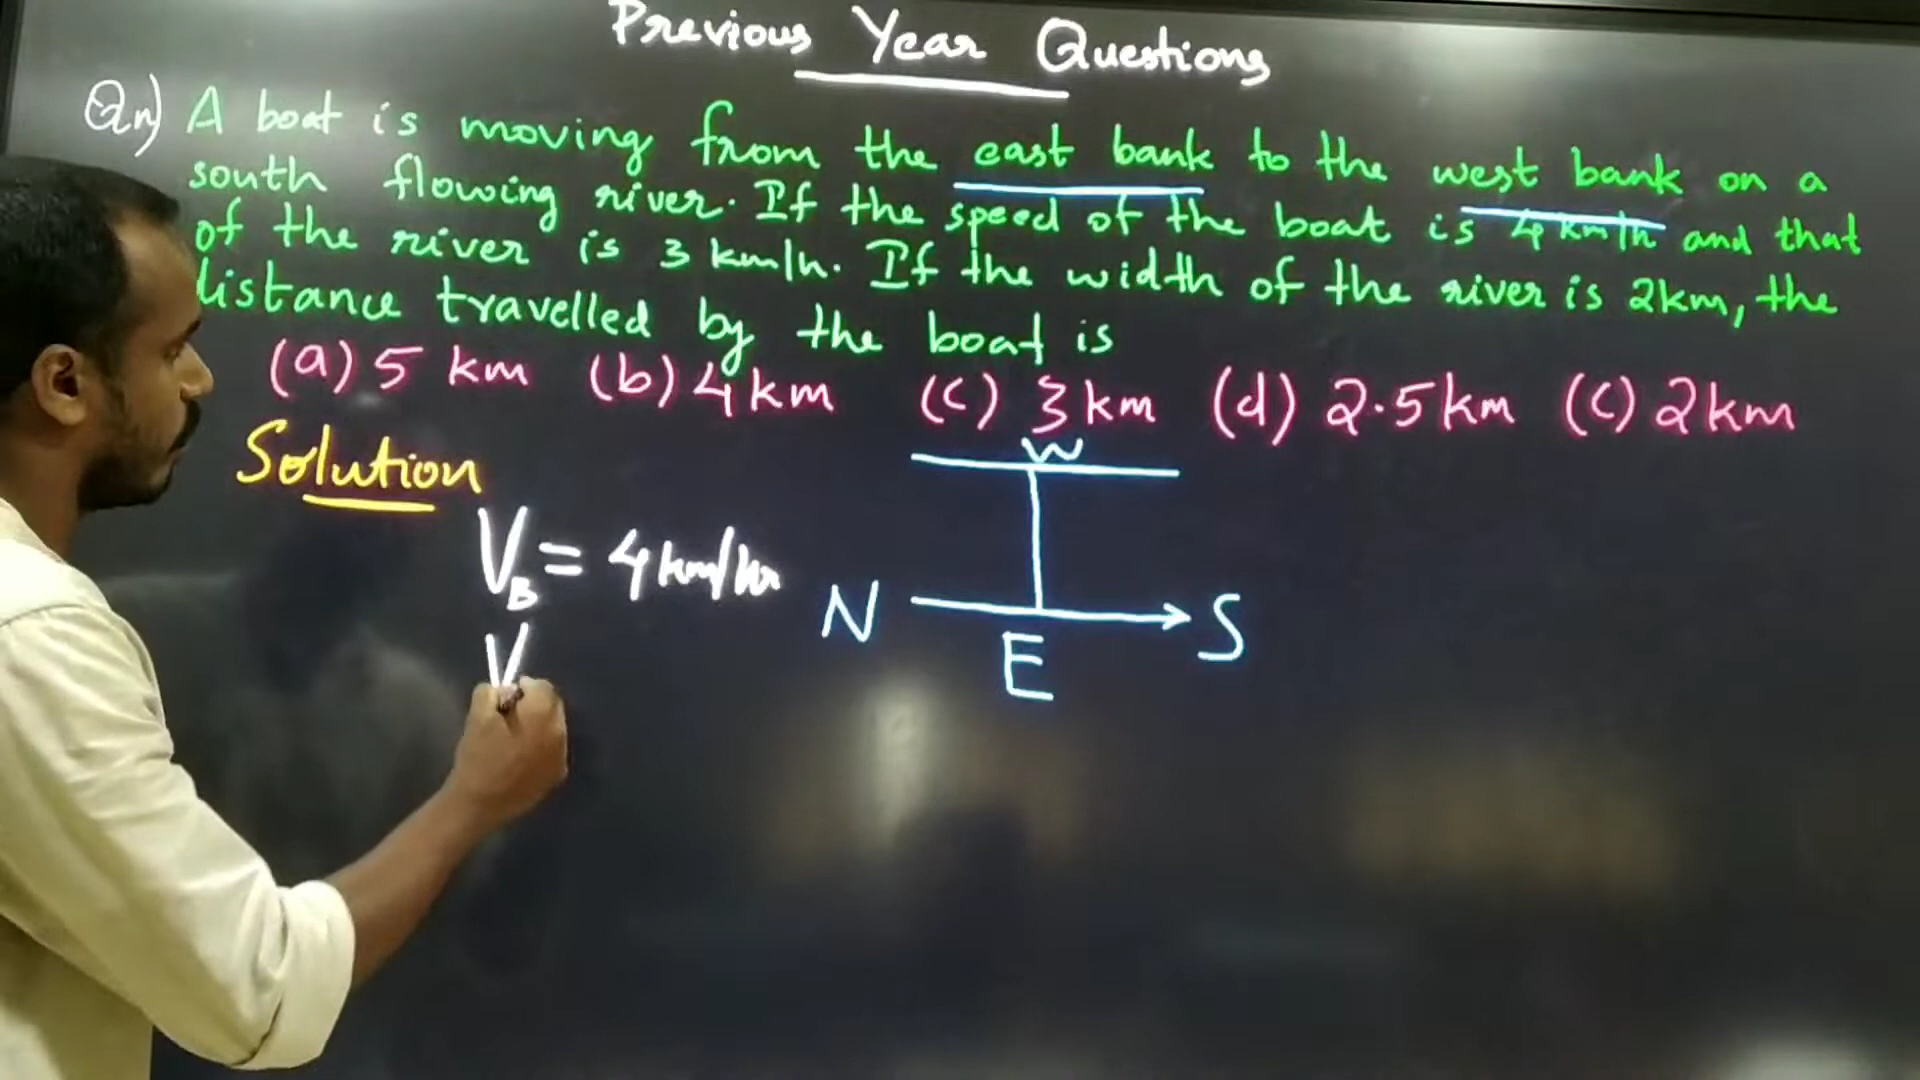 Previous Year Questions
Qn) A boat is moving from the east bank to the west bank on a
south flowing river. If the speed of the boat is 4 km/h and that
of the river is 3 km/h. If the width of the river is 2km, the
distance travelled by the boat is
(a) 5 km (b) 4km (c) 3km (d) 2.5km (c) 2km
Solution
W
V_B = 4km/hr
N S
V
E